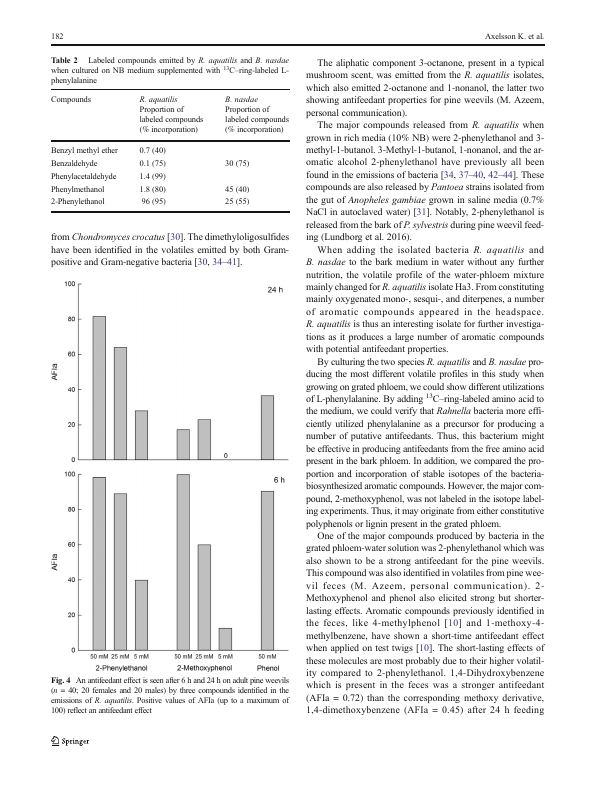 182
Axelsson K. et al.
Table 2 Labeled compounds emitted by R. aquatilis and B. nasdae
when cultured on NB medium supplemented with 13C–ring-labeled L-
phenylalanine
Compounds R. aquatilis B. nasdae
Proportion of Proportion of
labeled compounds labeled compounds
(% incorporation) (% incorporation)
Benzyl methyl ether 0.7 (40)
Benzaldehyde 0.1 (75) 30 (75)
Phenylacetaldehyde 1.4 (99)
Phenylmethanol 1.8 (80) 45 (40)
2-Phenylethanol 96 (95) 25 (55)
from Chondromyces crocatus [30]. The dimethyloligosulfides
have been identified in the volatiles emitted by both Gram-
positive and Gram-negative bacteria [30, 34–41].
100
80
60
40
20
0
AFIa
24 h
0
100
80
60
40
20
0
AFIa
6 h
50 mM 25 mM 5 mM 50 mM 25 mM 5 mM 50 mM
2-Phenylethanol 2-Methoxyphenol Phenol
Fig. 4 An antifeedant effect is seen after 6 h and 24 h on adult pine weevils
(n = 40; 20 females and 20 males) by three compounds identified in the
emissions of R. aquatilis. Positive values of AFIa (up to a maximum of
100) reflect an antifeedant effect
The aliphatic component 3-octanone, present in a typical
mushroom scent, was emitted from the R. aquatilis isolates,
which also emitted 2-octanone and 1-nonanol, the latter two
showing antifeedant properties for pine weevils (M. Azeem,
personal communication).
The major compounds released from R. aquatilis when
grown in rich media (10% NB) were 2-phenylethanol and 3-
methyl-1-butanol. 3-Methyl-1-butanol, 1-nonanol, and the ar-
omatic alcohol 2-phenylethanol have previously all been
found in the emissions of bacteria [34, 37–40, 42–44]. These
compounds are also released by Pantoea strains isolated from
the gut of Anopheles gambiae grown in saline media (0.7%
NaCl in autoclaved water) [31]. Notably, 2-phenylethanol is
released from the bark of P. sylvestris during pine weevil feed-
ing (Lundborg et al. 2016).
When adding the isolated bacteria R. aquatilis and
B. nasdae to the bark medium in water without any further
nutrition, the volatile profile of the water-phloem mixture
mainly changed for R. aquatilis isolate Ha3. From constituting
mainly oxygenated mono-, sesqui-, and diterpenes, a number
of aromatic compounds appeared in the headspace.
R. aquatilis is thus an interesting isolate for further investiga-
tions as it produces a large number of aromatic compounds
with potential antifeedant properties.
By culturing the two species R. aquatilis and B. nasdae pro-
ducing the most different volatile profiles in this study when
growing on grated phloem, we could show different utilizations
of L-phenylalanine. By adding 13C–ring-labeled amino acid to
the medium, we could verify that Rahnella bacteria more effi-
ciently utilized phenylalanine as a precursor for producing a
number of putative antifeedants. Thus, this bacterium might
be effective in producing antifeedants from the free amino acid
present in the bark phloem. In addition, we compared the pro-
portion and incorporation of stable isotopes of the bacteria-
biosynthesized aromatic compounds. However, the major com-
pound, 2-methoxyphenol, was not labeled in the isotope label-
ing experiments. Thus, it may originate from either constitutive
polyphenols or lignin present in the grated phloem.
One of the major compounds produced by bacteria in the
grated phloem-water solution was 2-phenylethanol which was
also shown to be a strong antifeedant for the pine weevils.
This compound was also identified in volatiles from pine wee-
vil feces (M. Azeem, personal communication). 2-
Methoxyphenol and phenol also elicited strong but shorter-
lasting effects. Aromatic compounds previously identified in
the feces, like 4-methylphenol [10] and 1-methoxy-4-
methylbenzene, have shown a short-time antifeedant effect
when applied on test twigs [10]. The short-lasting effects of
these molecules are most probably due to their higher volatil-
ity compared to 2-phenylethanol. 1,4-Dihydroxybenzene
which is present in the feces was a stronger antifeedant
(AFIa = 0.72) than the corresponding methoxy derivative,
1,4-dimethoxybenzene (AFIa = 0.45) after 24 h feeding
Springer